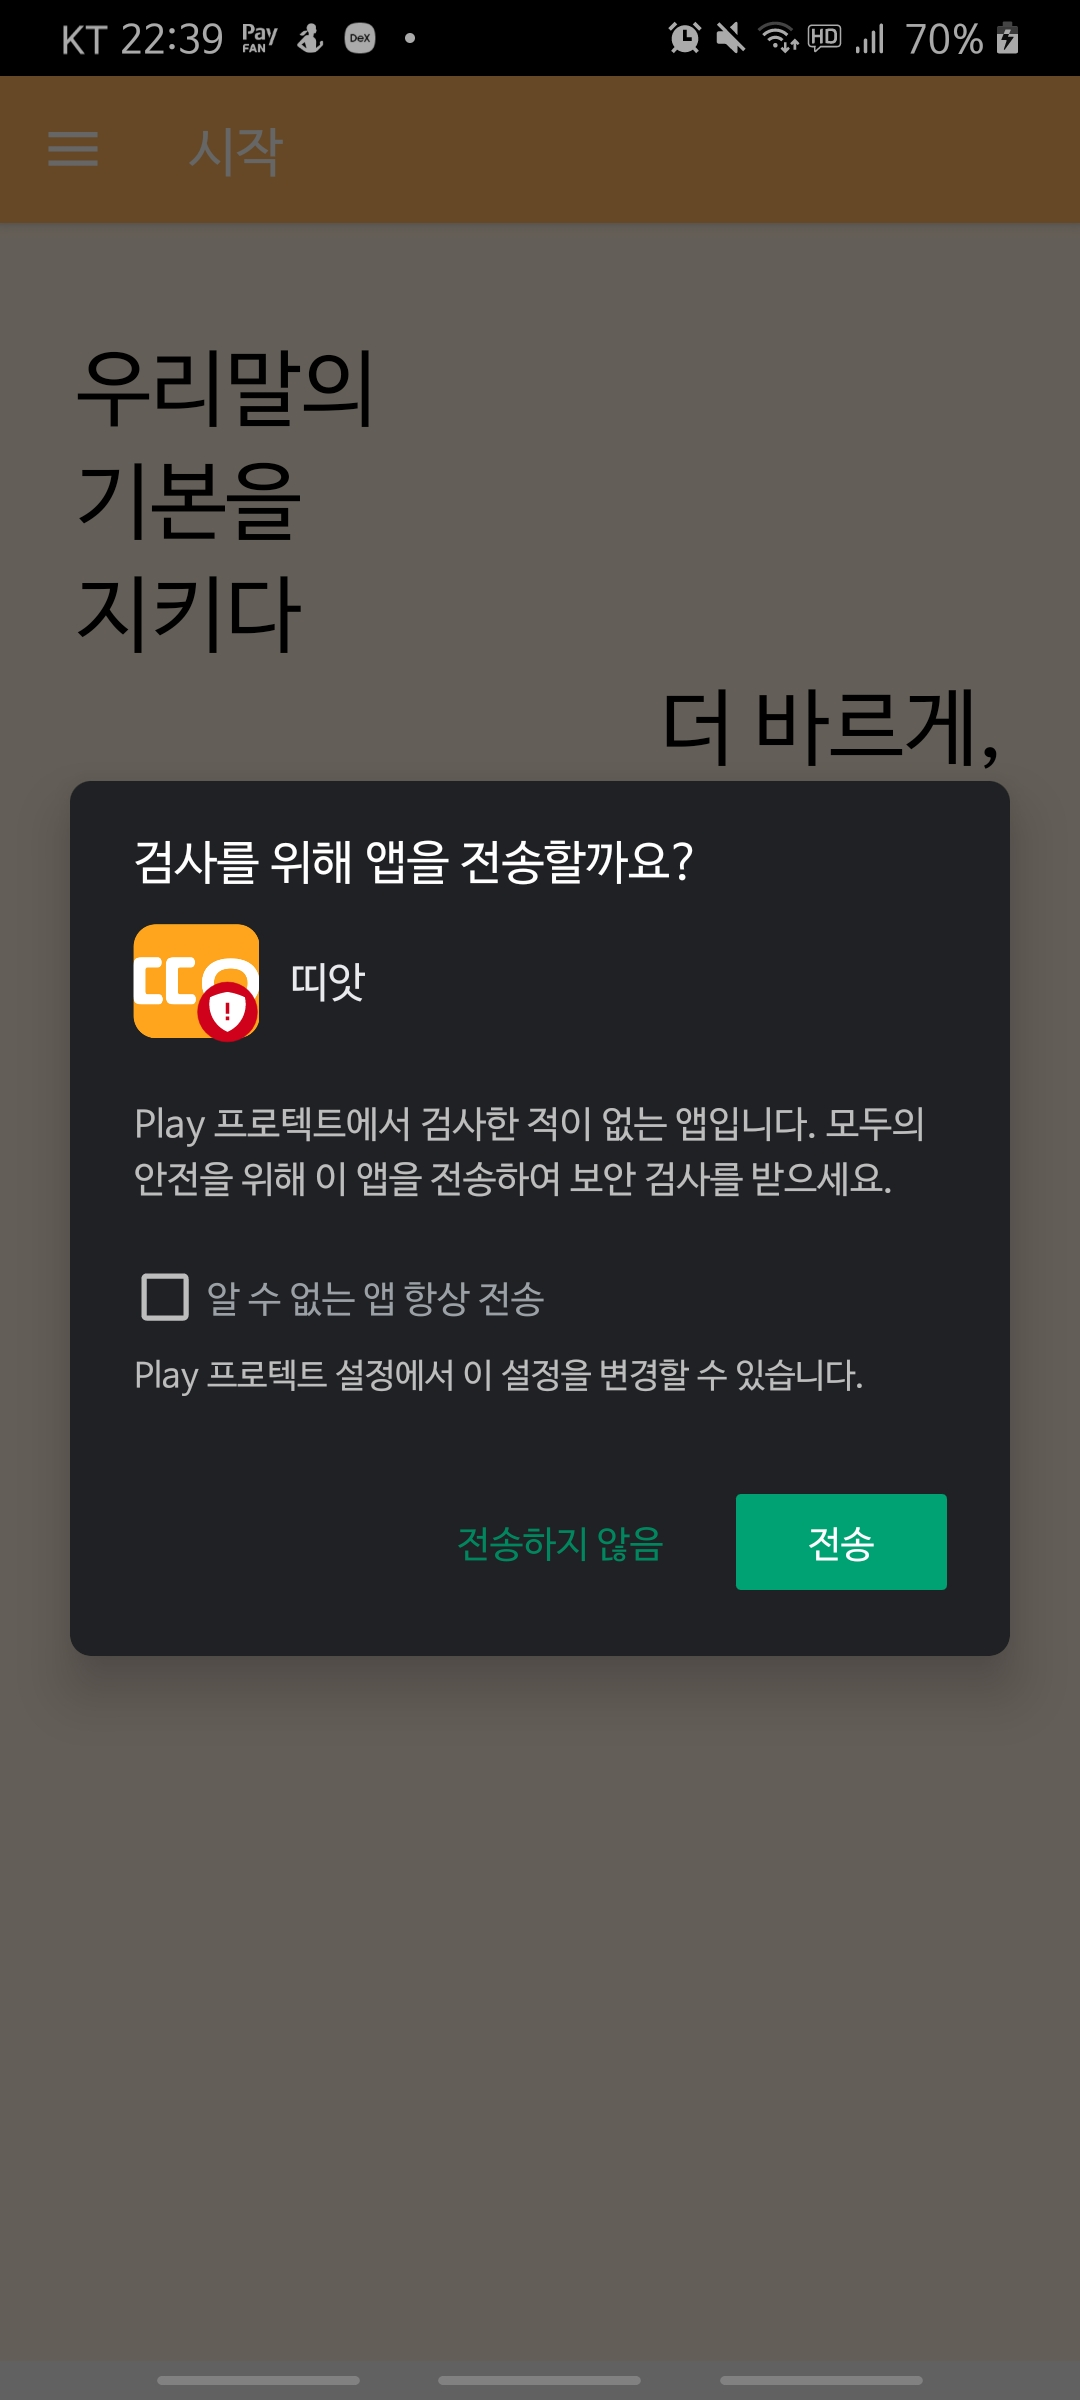 KT 22:39 Pay FAN DeX HD 70%
시작
우리말의
기본을
지키다
더 바르게,
검사를 위해 앱을 전송할까요?
띠앗
Play 프로텍트에서 검사한 적이 없는 앱입니다. 모두의
안전을 위해 이 앱을 전송하여 보안 검사를 받으세요.
알 수 없는 앱 항상 전송
Play 프로텍트 설정에서 이 설정을 변경할 수 있습니다.
전송하지 않음 전송